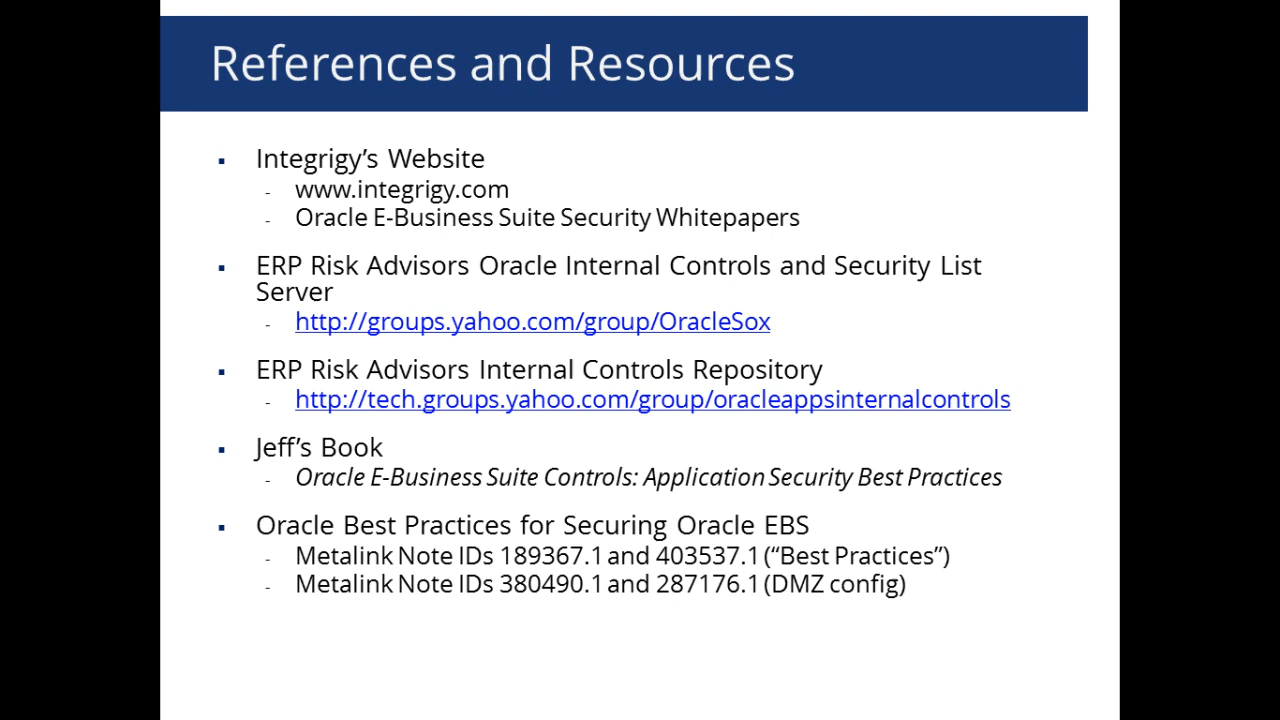 References and Resources
▪ Integrigy’s Website
- www.integrigy.com
- Oracle E-Business Suite Security Whitepapers
▪ ERP Risk Advisors Oracle Internal Controls and Security List
Server
- http://groups.yahoo.com/group/OracleSox
▪ ERP Risk Advisors Internal Controls Repository
- http://tech.groups.yahoo.com/group/oracleappsinternalcontrols
▪ Jeff’s Book
- Oracle E-Business Suite Controls: Application Security Best Practices
▪ Oracle Best Practices for Securing Oracle EBS
- Metalink Note IDs 189367.1 and 403537.1 (“Best Practices”)
- Metalink Note IDs 380490.1 and 287176.1 (DMZ config)